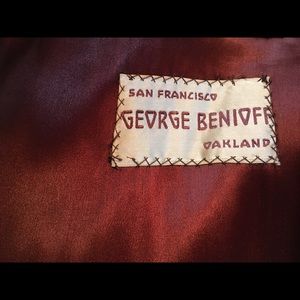 SAN FRANCISCO
GEORGE BENIOFF
OAKLAND